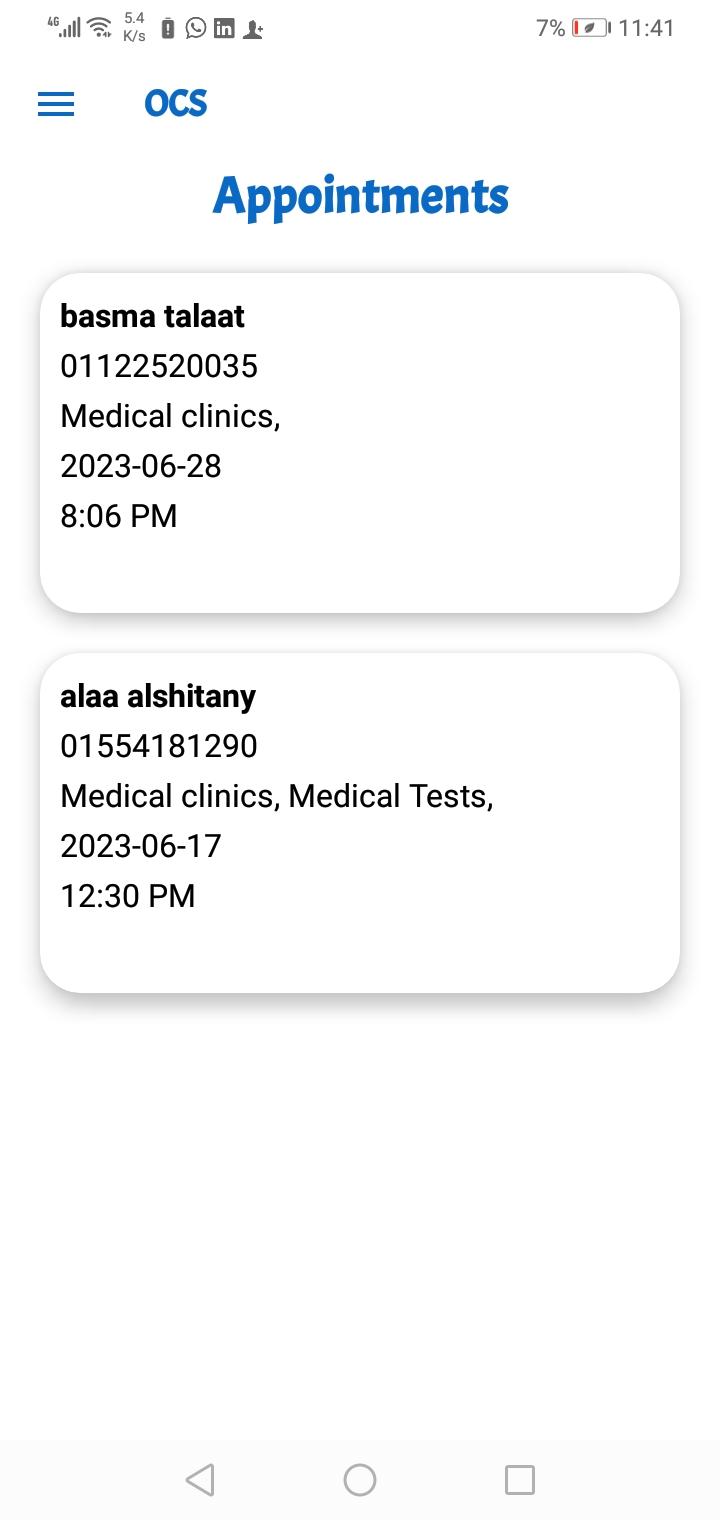 4G 5.4 K/s 7% 11:41
OCS
Appointments
basma talaat
01122520035
Medical clinics,
2023-06-28
8:06 PM
alaa alshitany
01554181290
Medical clinics, Medical Tests,
2023-06-17
12:30 PM